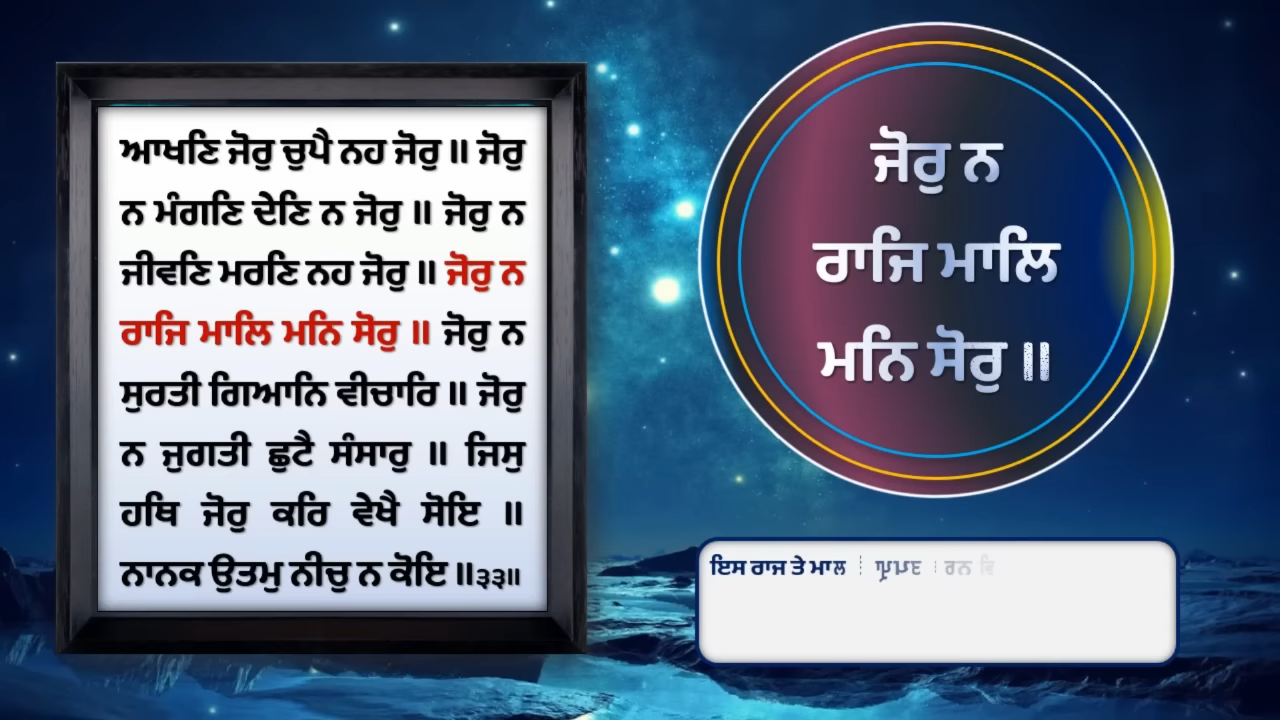 ਆਖਣਿ ਜੋਰੁ ਚੁਪੈ ਨਹ ਜੋਰੁ ॥ ਜੋਰੁ
ਨ ਮੰਗਣਿ ਦੇਣਿ ਨ ਜੋਰੁ ॥ ਜੋਰੁ ਨ
ਜੀਵਣਿ ਮਰਣਿ ਨਹ ਜੋਰੁ ॥ ਜੋਰੁ ਨ
ਰਾਜਿ ਮਾਲਿ ਮਨਿ ਸੋਰੁ ॥ ਜੋਰੁ ਨ
ਸੁਰਤੀ ਗਿਆਨਿ ਵੀਚਾਰਿ ॥ ਜੋਰੁ
ਨ ਜੁਗਤੀ ਛੁਟੈ ਸੰਸਾਰੁ ॥ ਜਿਸੁ
ਹਥਿ ਜੋਰੁ ਕਰਿ ਵੇਖੈ ਸੋਇ ॥
ਨਾਨਕ ਉਤਮੁ ਨੀਚੁ ਨ ਕੋਇ ॥੩੩॥
ਜੋਰੁ ਨ
ਰਾਜਿ ਮਾਲਿ
ਮਨਿ ਸੋਰੁ ॥
ਇਸ ਰਾਜ ਤੇ ਮਾਲ